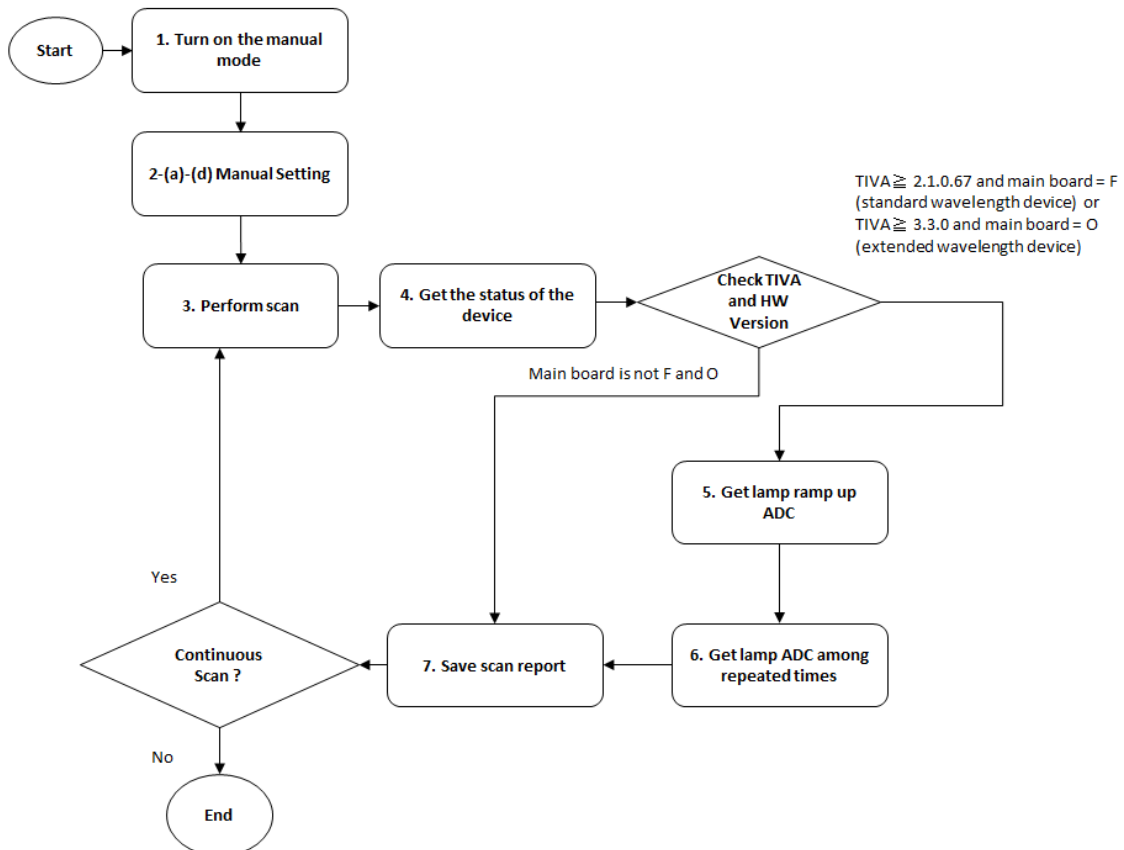 Start
1. Turn on the manual
mode
2-(a)-(d) Manual Setting
TIVA≧ 2.1.0.67 and main board = F
(standard wavelength device) or
TIVA≧ 3.3.0 and main board = O
(extended wavelength device)
3. Perform scan
4. Get the status of the
device
Check TIVA
and HW
Version
Main board is not F and O
5. Get lamp ramp up
ADC
Yes
Continuous
Scan ?
7. Save scan report
6. Get lamp ADC among
repeated times
No
End